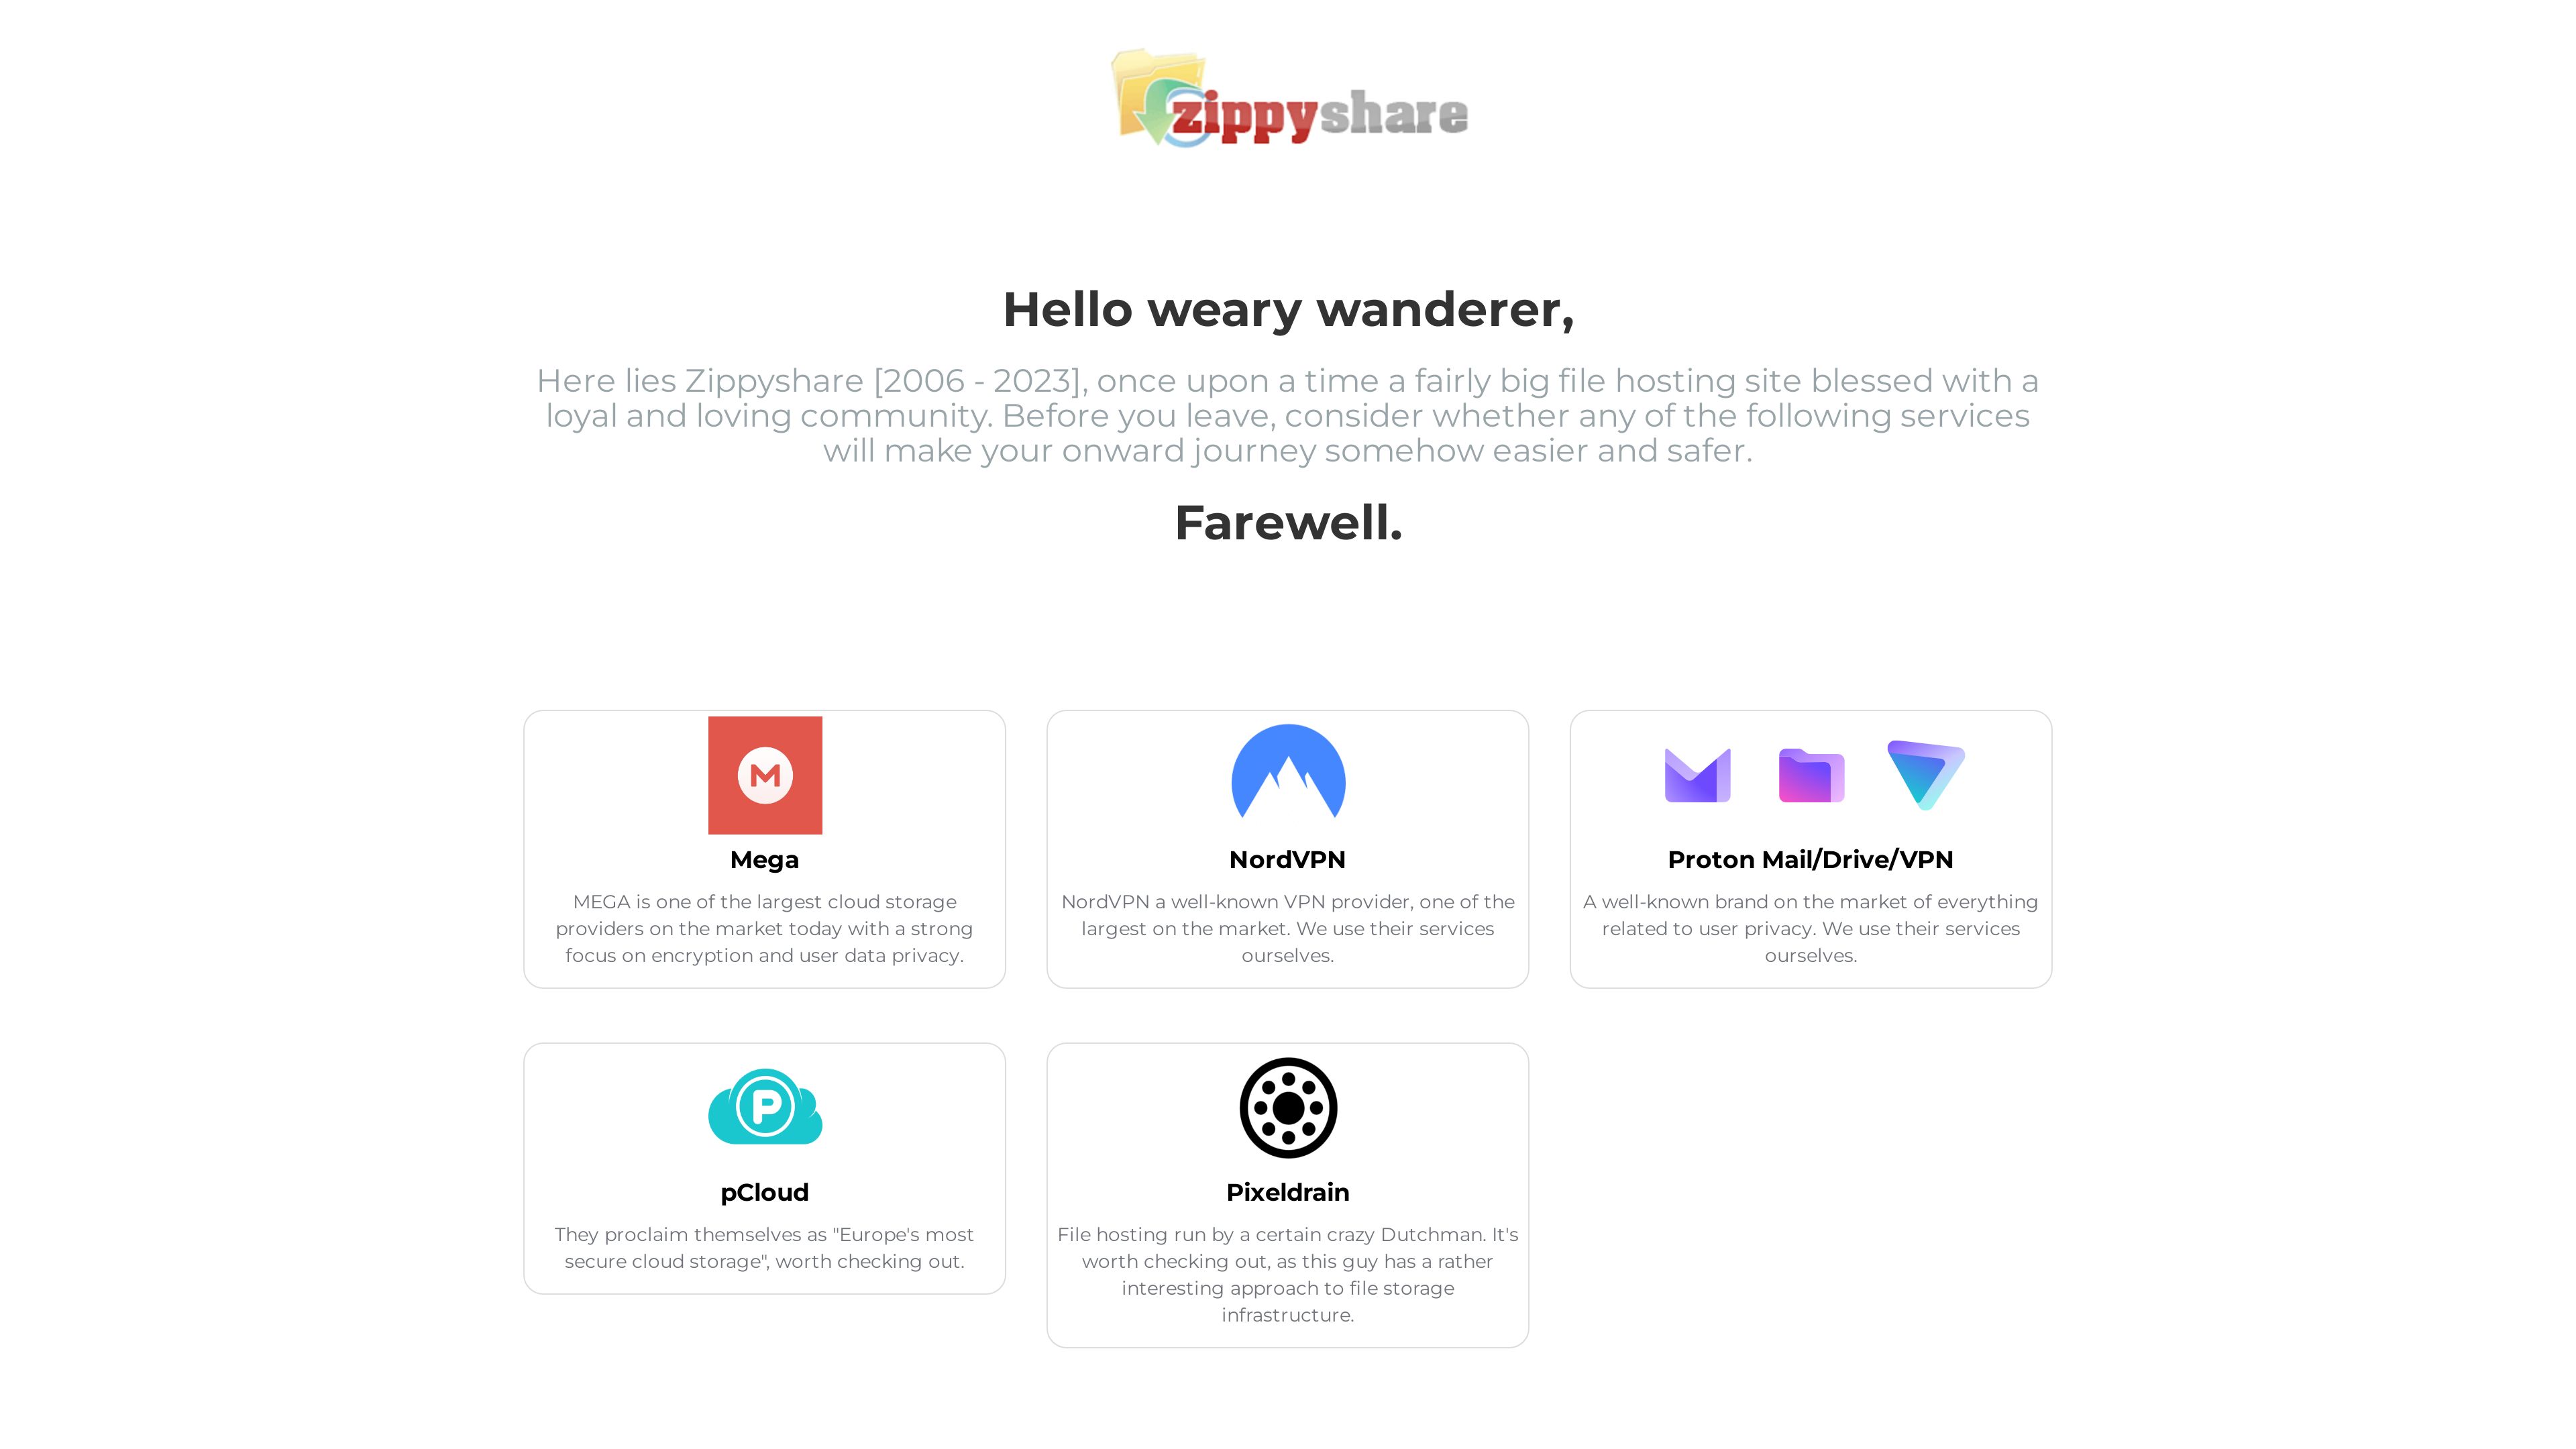 zippyshare
Hello weary wanderer,
Here lies Zippyshare [2006 - 2023], once upon a time a fairly big file hosting site blessed with a
loyal and loving community. Before you leave, consider whether any of the following services
will make your onward journey somehow easier and safer.
Farewell.
M
Mega
MEGA is one of the largest cloud storage
providers on the market today with a strong
focus on encryption and user data privacy.
NordVPN
NordVPN a well-known VPN provider, one of the
largest on the market. We use their services
ourselves.
Proton Mail/Drive/VPN
A well-known brand on the market of everything
related to user privacy. We use their services
ourselves.
P
pCloud
They proclaim themselves as "Europe's most
secure cloud storage", worth checking out.
Pixeldrain
File hosting run by a certain crazy Dutchman. It's
worth checking out, as this guy has a rather
interesting approach to file storage
infrastructure.